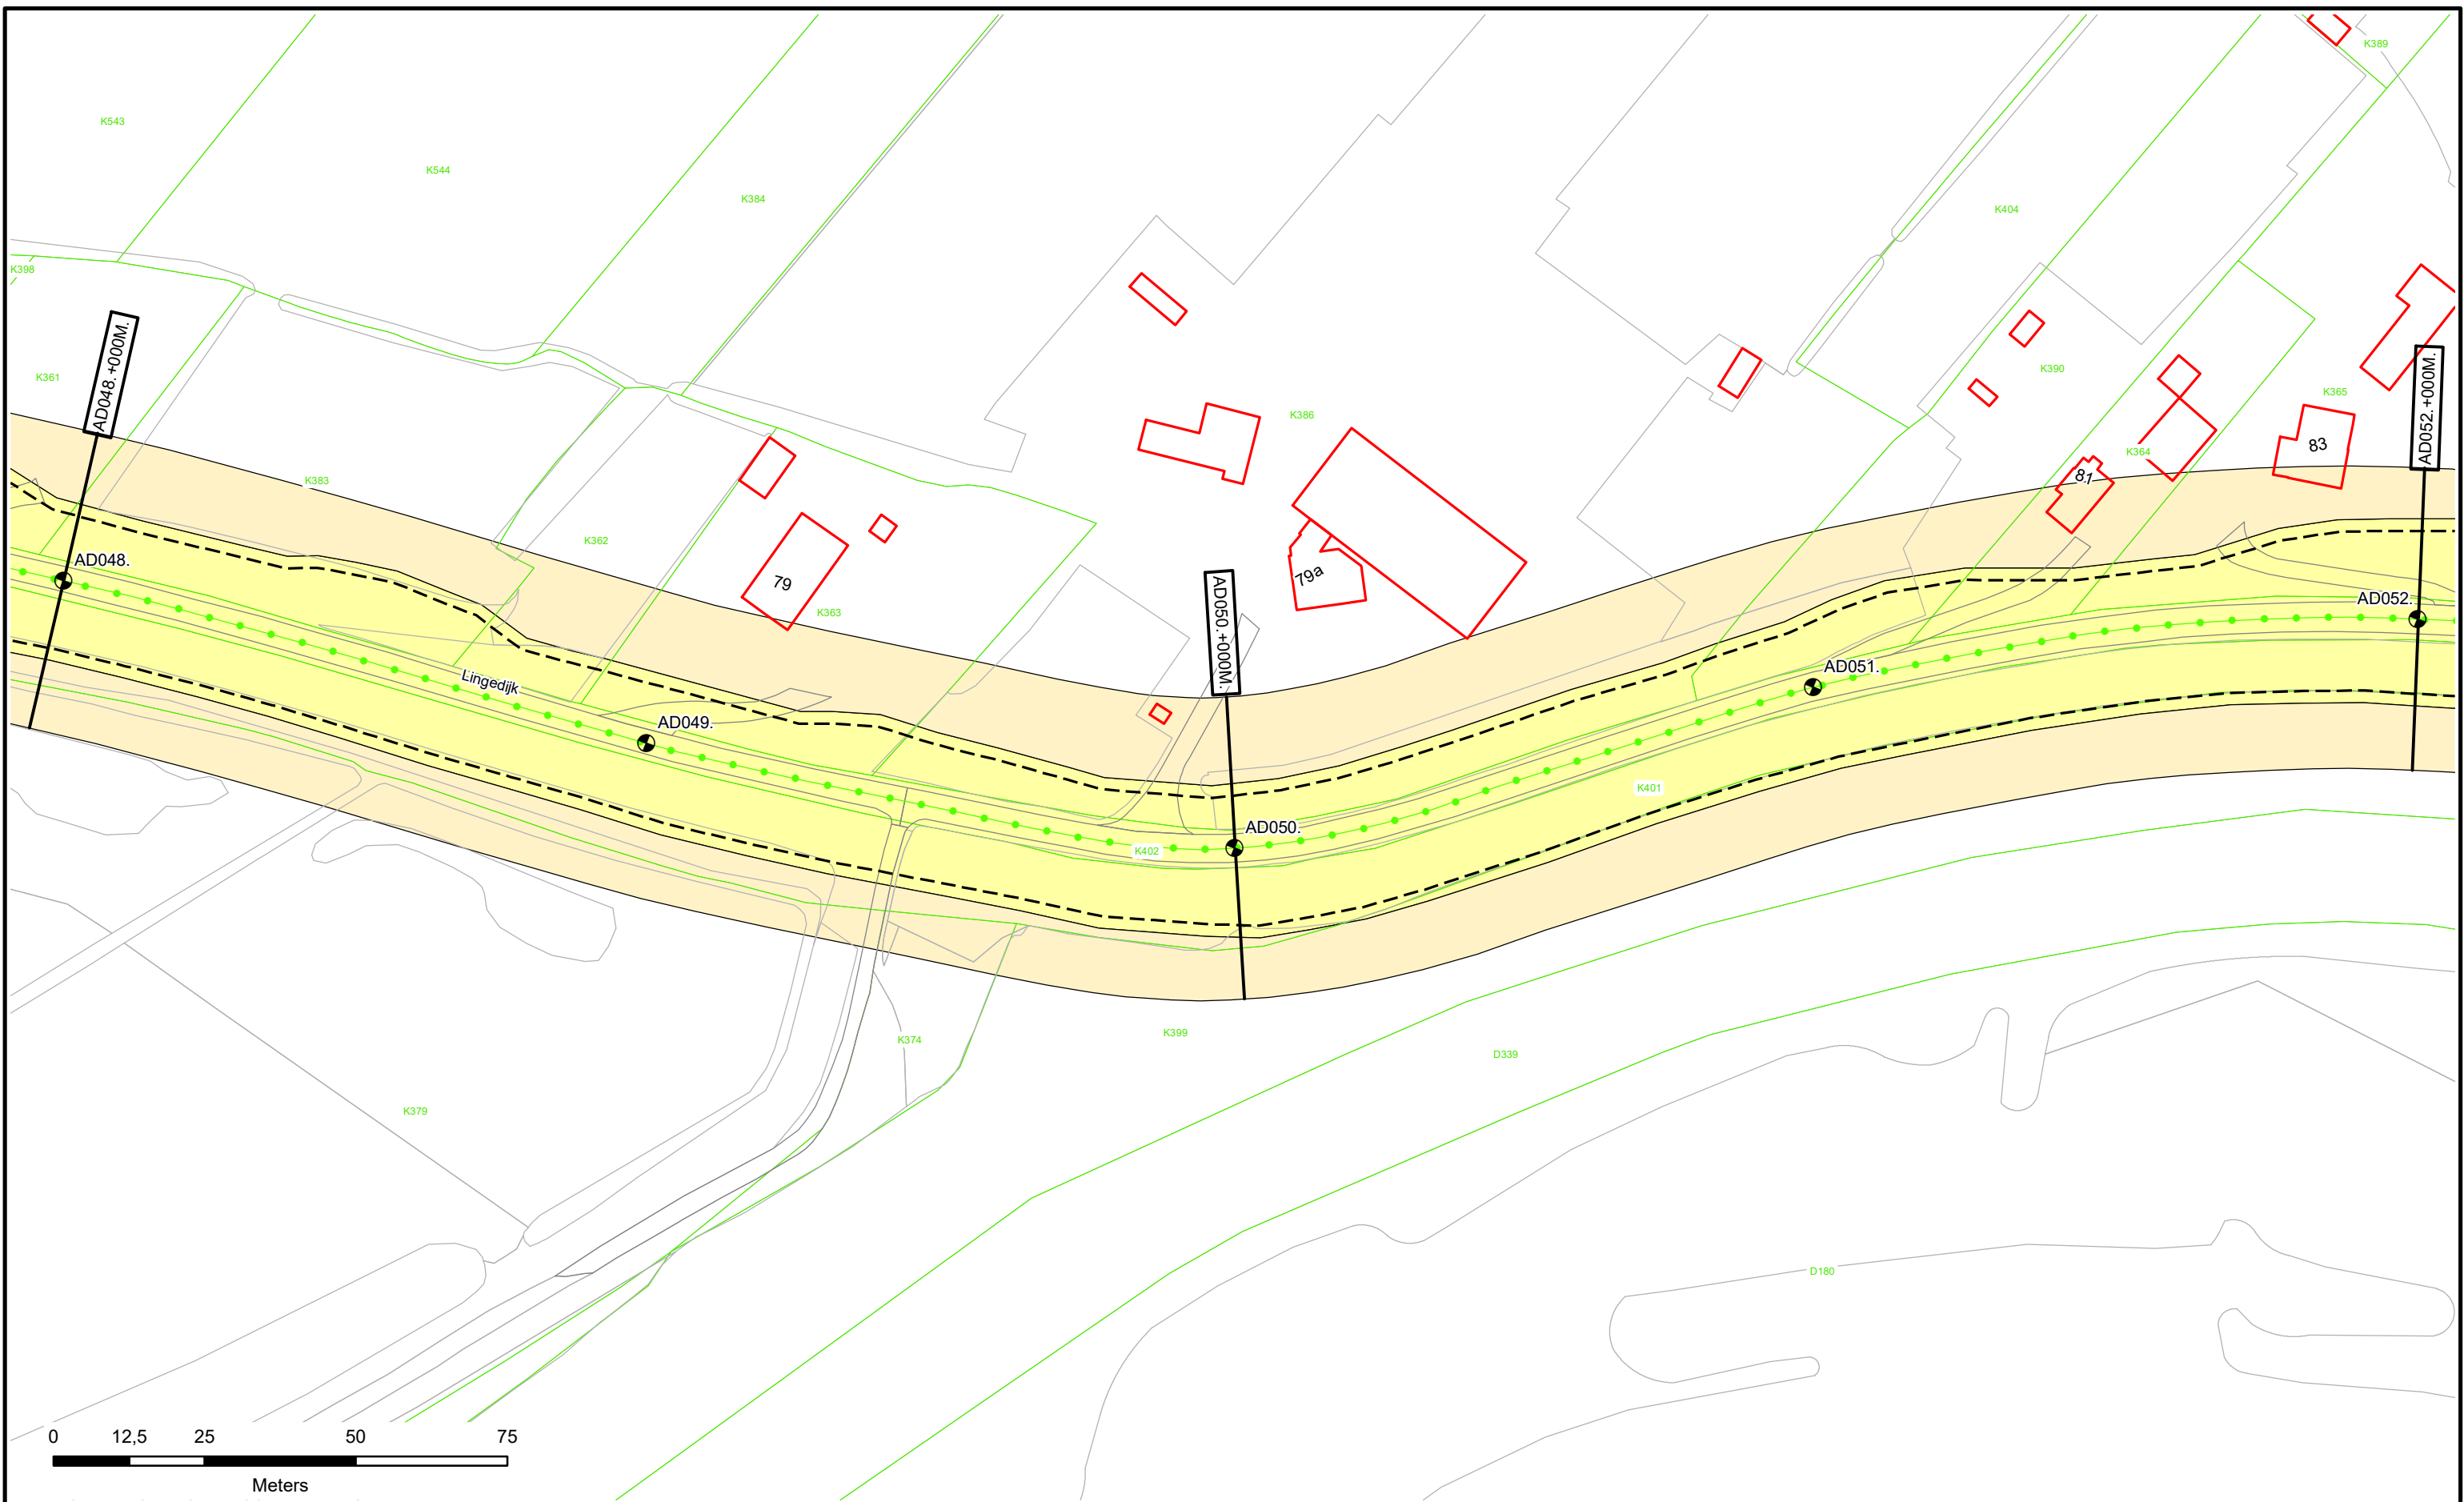 K389
K543
K544
K384
K404
K398
K361
AD048.+000M.
K386
K390
K365
AD052.+000M.
83
K364
81
K383
K362
79
79a
K363
AD048.
AD050.+000M.
AD052.
Lingedijk
AD051.
AD049.
K401
AD050.
K402
K374
K399
D339
K379
D180
0 12,5 25 50 75
Meters